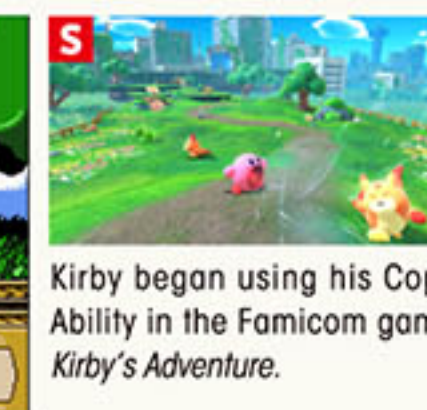 S
Kirby began using his Cop
Ability in the Famicom gam
Kirby's Adventure.